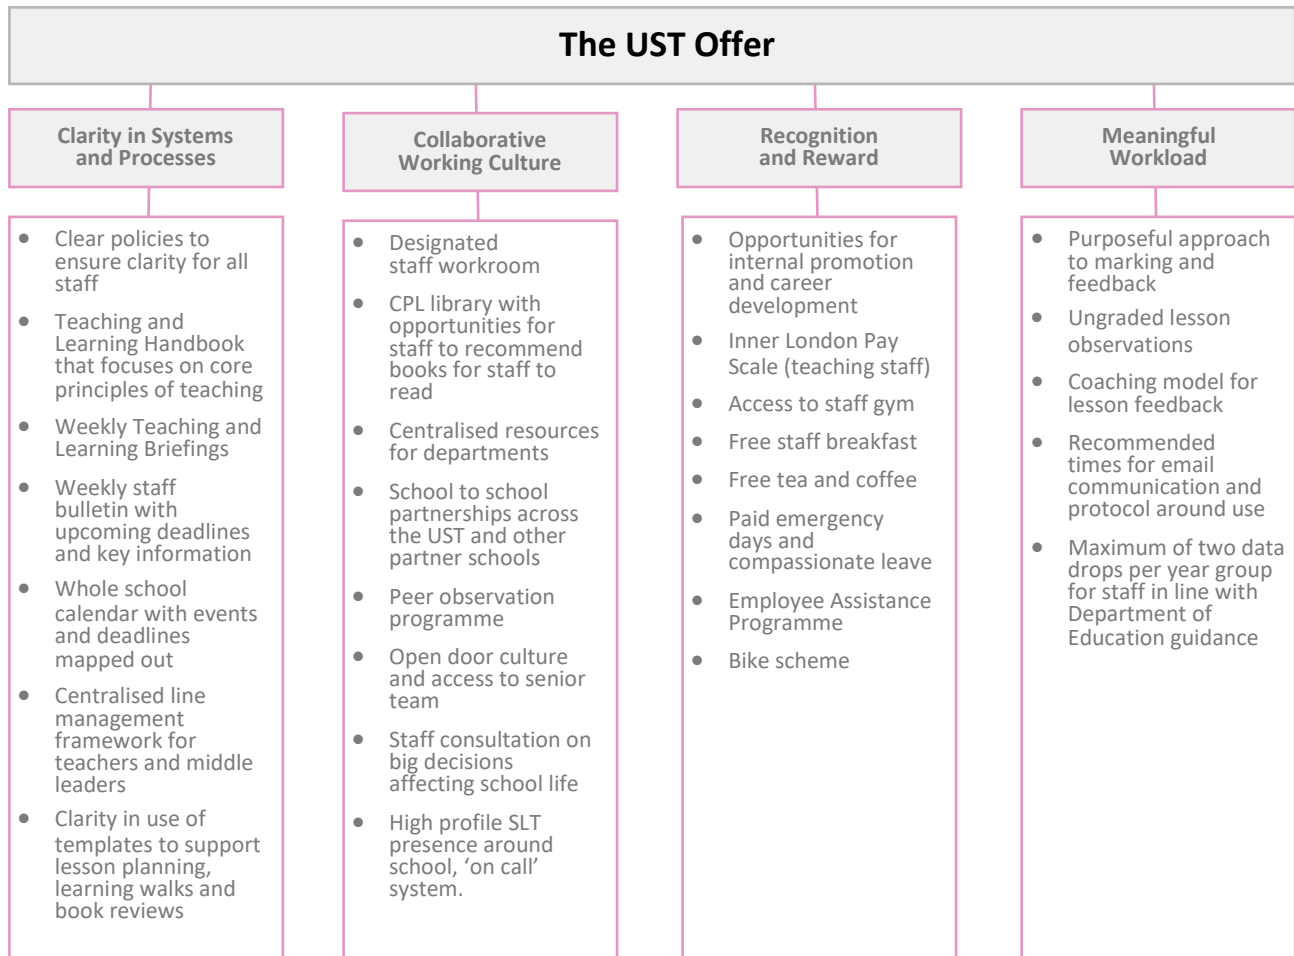 The UST Offer
Clarity in Systems
and Processes
• Clear policies to
ensure clarity for all
staff
• Teaching and
Learning Handbook
that focuses on core
principles of teaching
• Weekly Teaching and
Learning Briefings
• Weekly staff
bulletin with
upcoming deadlines
and key information
• Whole school
calendar with events
and deadlines
mapped out
• Centralised line
management
framework for
teachers and middle
leaders
• Clarity in use of
templates to support
lesson planning,
learning walks and
book reviews
Collaborative
Working Culture
• Designated
staff workroom
• CPL library with
opportunities for
staff to recommend
books for staff to
read
• Centralised resources
for departments
• School to school
partnerships across
the UST and other
partner schools
• Peer observation
programme
• Open door culture
and access to senior
team
• Staff consultation on
big decisions
affecting school life
• High profile SLT
presence around
school, ‘on call’
system.
Recognition
and Reward
• Opportunities for
internal promotion
and career
development
• Inner London Pay
Scale (teaching staff)
• Access to staff gym
• Free staff breakfast
• Free tea and coffee
• Paid emergency
days and
compassionate leave
• Employee Assistance
Programme
• Bike scheme
Meaningful
Workload
• Purposeful approach
to marking and
feedback
• Ungraded lesson
observations
• Coaching model for
lesson feedback
• Recommended
times for email
communication and
protocol around use
• Maximum of two data
drops per year group
for staff in line with
Department of
Education guidance